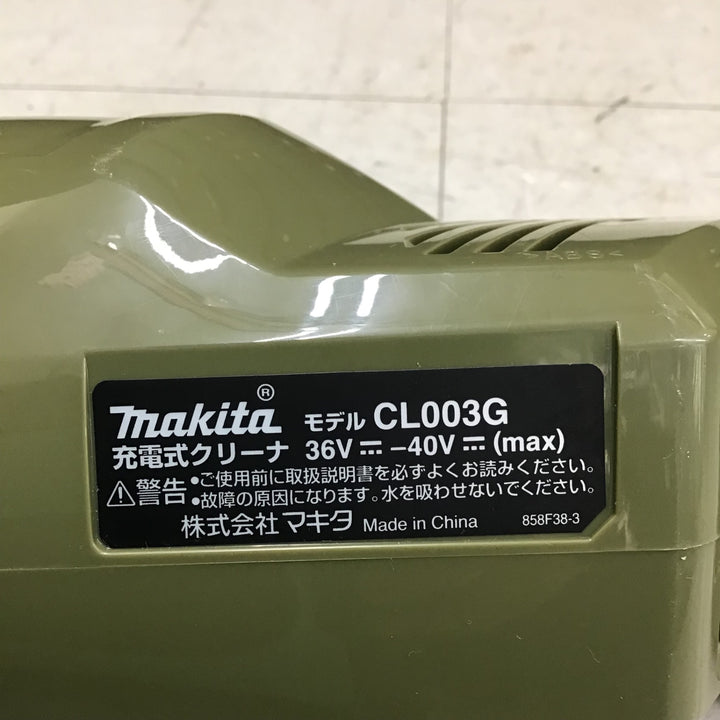 makita® モデル CL003G
充電式クリーナ 36V⎓–40V⎓(max)
⚠警告 •ご使用前に取扱説明書を必ずよくお読みください。
•故障の原因になります。水を吸わせないでください。
株式会社マキタ Made in China 858F38-3